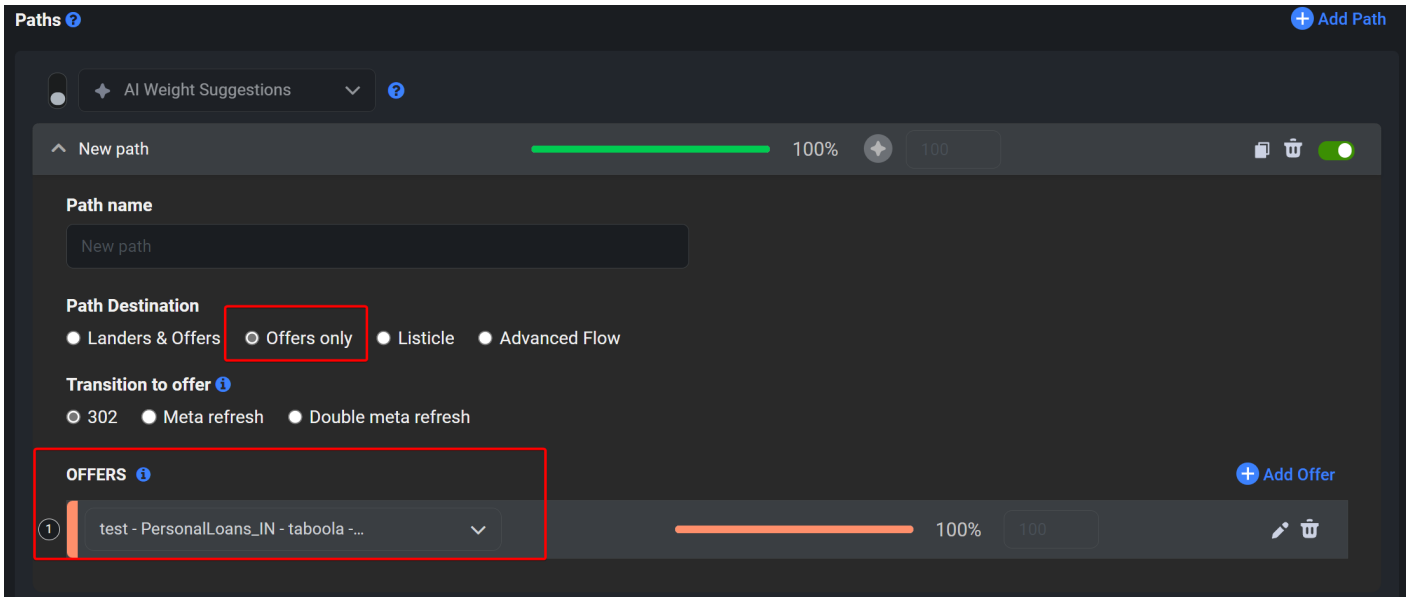 Paths ?
+ Add Path
AI Weight Suggestions ?
New path 100% 100
Path name
New path
Path Destination
Landers & Offers Offers only Listicle Advanced Flow
Transition to offer i
302 Meta refresh Double meta refresh
OFFERS i
+ Add Offer
1 test - PersonalLoans_IN - taboola -... 100% 100